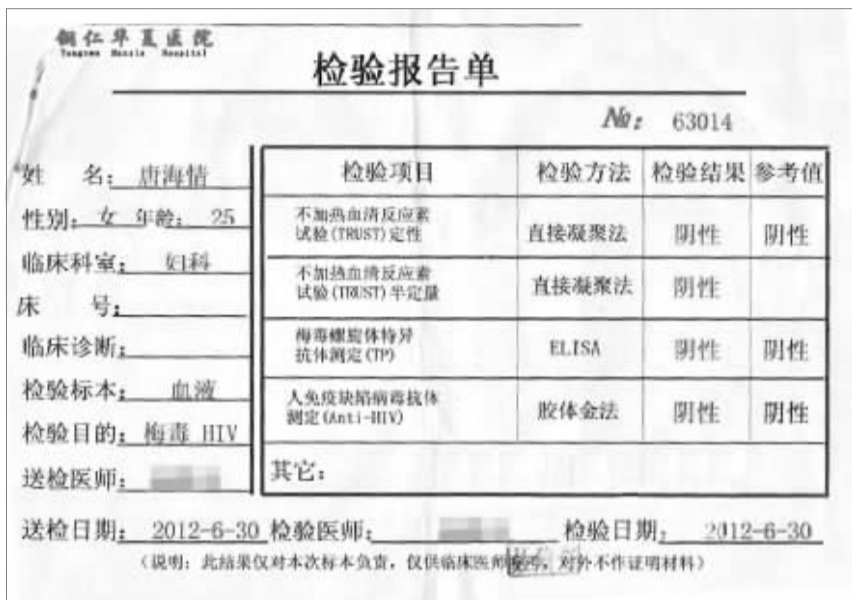 铜仁华夏医院
Tongren Huaxia Hospital
检验报告单
No: 63014
姓 名: 唐海情
性别: 女 年龄: 25
临床科室: 妇科
床 号:
临床诊断:
检验标本: 血液
检验目的: 梅毒 HIV
送检医师:
检验项目 检验方法 检验结果 参考值
不加热血清反应素
试验(TRUST)定性 直接凝聚法 阴性 阴性
不加热血清反应素
试验(TRUST)半定量 直接凝聚法 阴性
梅毒螺旋体特异
抗体测定(TP) ELISA 阴性 阴性
人免疫缺陷病毒抗体
测定(Anti-HIV) 胶体金法 阴性 阴性
其它:
送检日期: 2012-6-30 检验医师: 检验日期: 2012-6-30
(说明: 此结果仅对本次标本负责, 仅供临床医师参考, 对外不作证明材料)